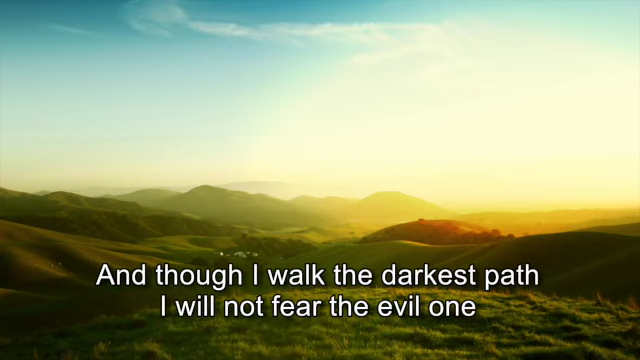 And though I walk the darkest path
I will not fear the evil one